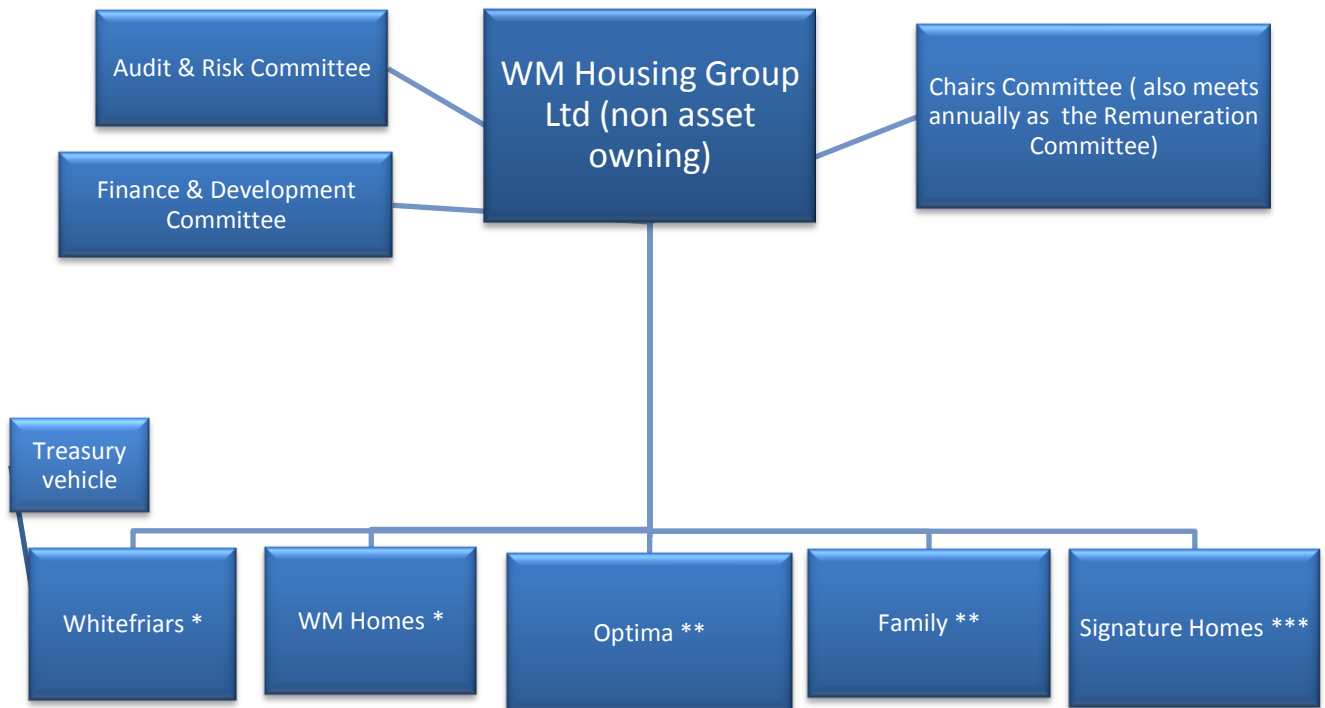 Audit & Risk Committee
WM Housing Group
Ltd (non asset
owning)
Chairs Committee ( also meets
annually as the Remuneration
Committee)
Finance & Development
Committee
Treasury
vehicle
Whitefriars *
WM Homes *
Optima **
Family **
Signature Homes ***